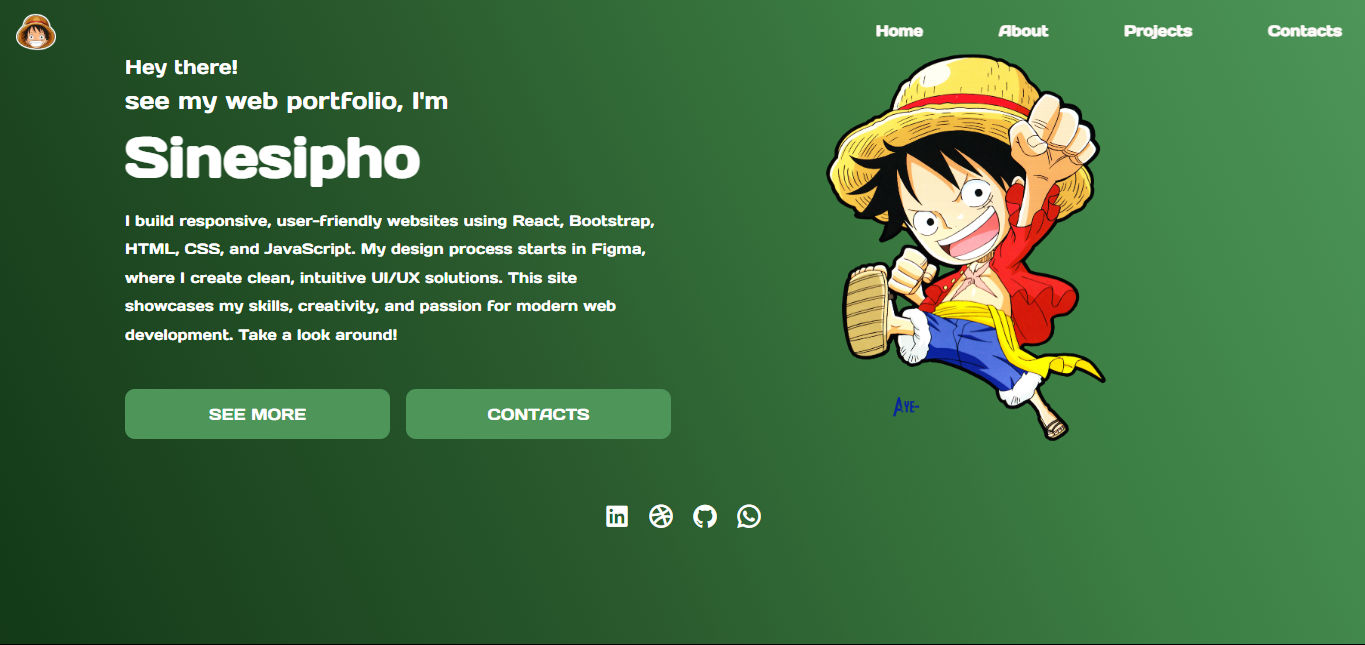 Home About Projects Contacts
Hey there!
see my web portfolio, I'm
Sinesipho
I build responsive, user-friendly websites using React, Bootstrap,
HTML, CSS, and JavaScript. My design process starts in Figma,
where I create clean, intuitive UI/UX solutions. This site
showcases my skills, creativity, and passion for modern web
development. Take a look around!
SEE MORE CONTACTS
AYE-
in